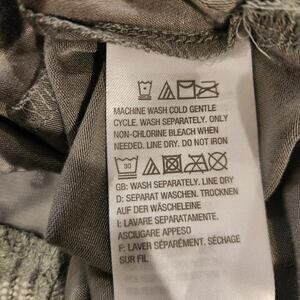 MACHINE WASH COLD GENTLE
CYCLE. WASH SEPARATELY. ONLY
NON-CHLORINE BLEACH WHEN
NEEDED. LINE DRY. DO NOT IRON
30
GB: WASH SEPARATELY. LINE DRY
D: SEPARAT WASCHEN. TROCKNEN
AUF DER WÄSCHELEINE
I: LAVARE SEPARATAMENTE.
ASCIUGARE APPESO
F: LAVER SÉPARÉMENT. SÉCHAGE
SUR FIL